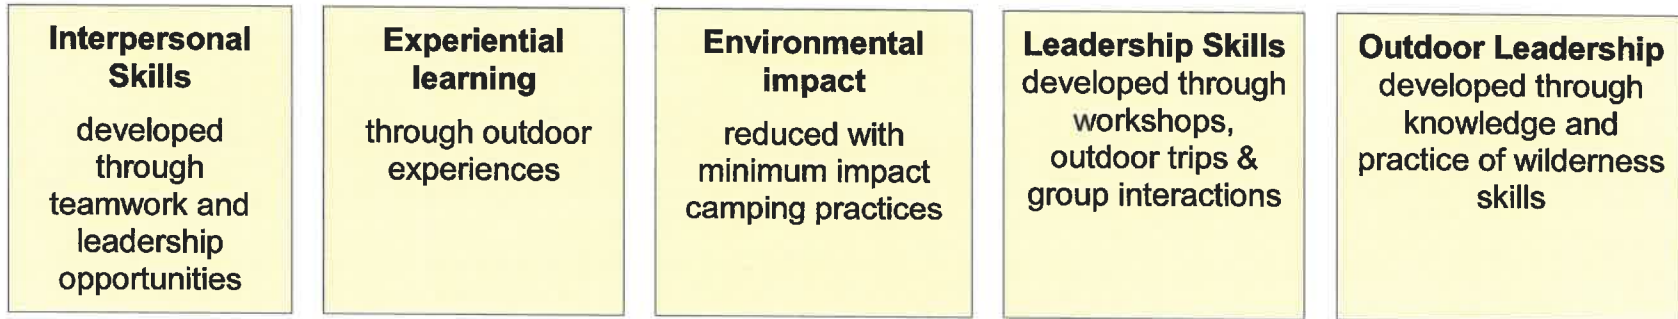 Interpersonal
Skills
developed
through
teamwork and
leadership
opportunities
Experiential
learning
through outdoor
experiences
Environmental
impact
reduced with
minimum impact
camping practices
Leadership Skills
developed through
workshops,
outdoor trips &
group interactions
Outdoor Leadership
developed through
knowledge and
practice of wilderness
skills